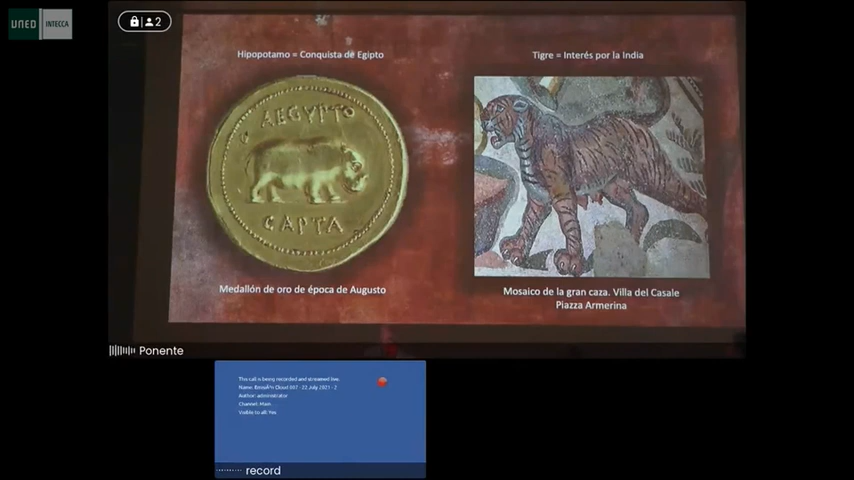 UNED INTECCA
2
Hipopotamo = Conquista de Egipto
Tigre = Interés por la India
AEGVPTO
CAPTA
Medallón de oro de época de Augusto
Mosaico de la gran caza. Villa del Casale
Piazza Armerina
Ponente
This call is being recorded and streamed live.
Author: administrator
Channel: Main
Visible to all: Yes
record